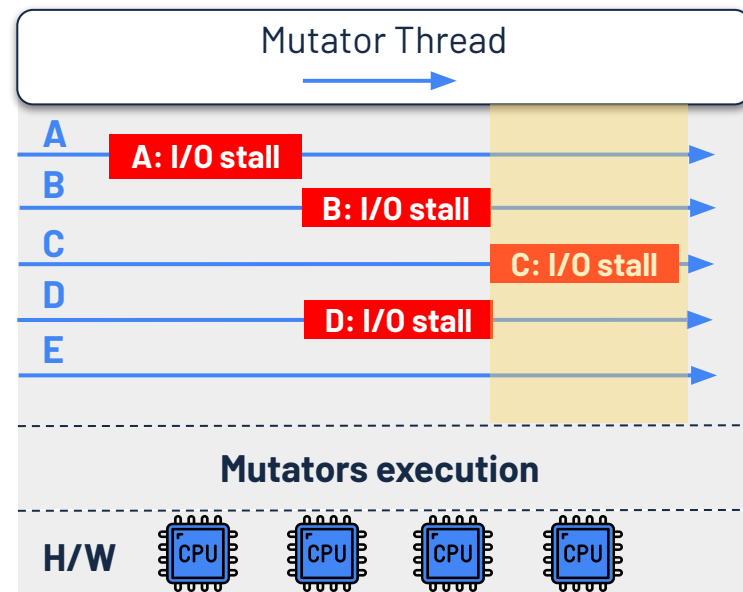 Mutator Thread
A
A: I/O stall
B
B: I/O stall
C
C: I/O stall
D
D: I/O stall
E
Mutators execution
H/W CPU CPU CPU CPU